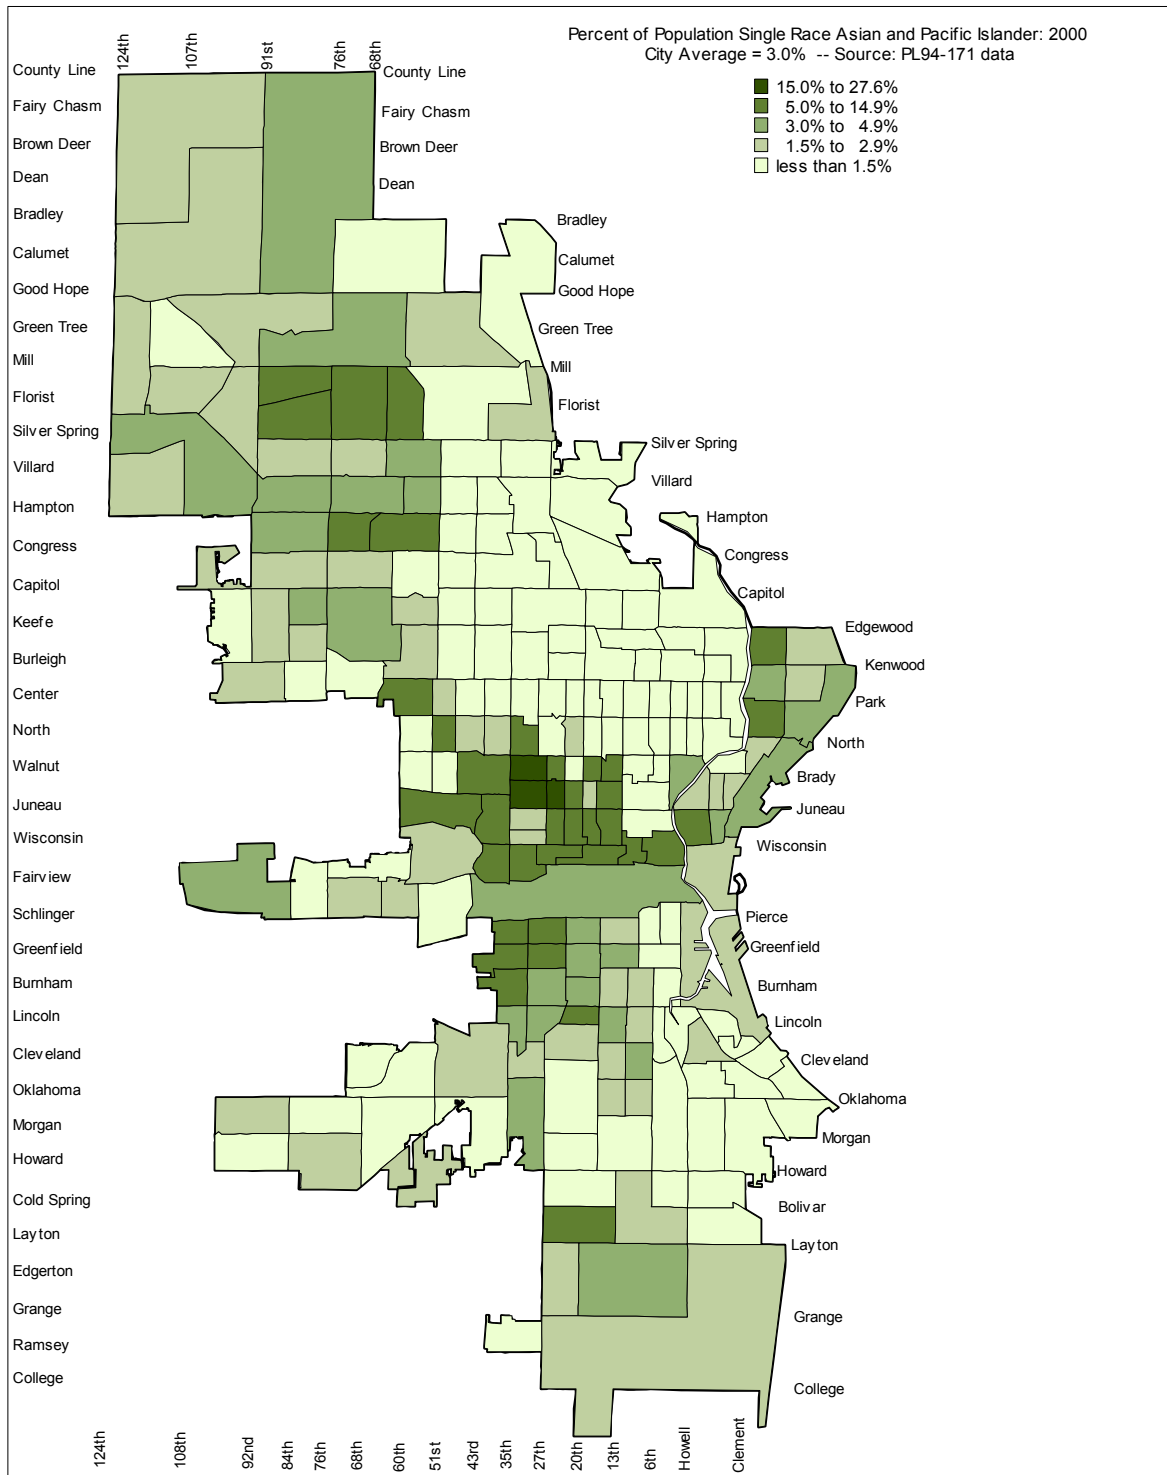 Percent of Population Single Race Asian and Pacific Islander: 2000
City Average = 3.0% -- Source: PL94-171 data
15.0% to 27.6%
5.0% to 14.9%
3.0% to 4.9%
1.5% to 2.9%
less than 1.5%
124th
107th
91st
76th
68th
County Line
Fairy Chasm
Brown Deer
Dean
Bradley
Calumet
Good Hope
Green Tree
Mill
Florist
Silver Spring
Villard
Hampton
Congress
Capitol
Keefe
Burleigh
Center
North
Walnut
Juneau
Wisconsin
Fairview
Schlinger
Greenfield
Burnham
Lincoln
Cleveland
Oklahoma
Morgan
Howard
Cold Spring
Layton
Edgerton
Grange
Ramsey
College
County Line
Fairy Chasm
Brown Deer
Dean
Bradley
Calumet
Good Hope
Green Tree
Mill
Florist
Silver Spring
Villard
Hampton
Congress
Capitol
Edgewood
Kenwood
Park
North
Brady
Juneau
Wisconsin
Pierce
Greenfield
Burnham
Lincoln
Cleveland
Oklahoma
Morgan
Howard
Bolivar
Layton
Grange
College
124th
108th
92nd
84th
76th
68th
60th
51st
43rd
35th
27th
20th
13th
6th
Howell
Clement